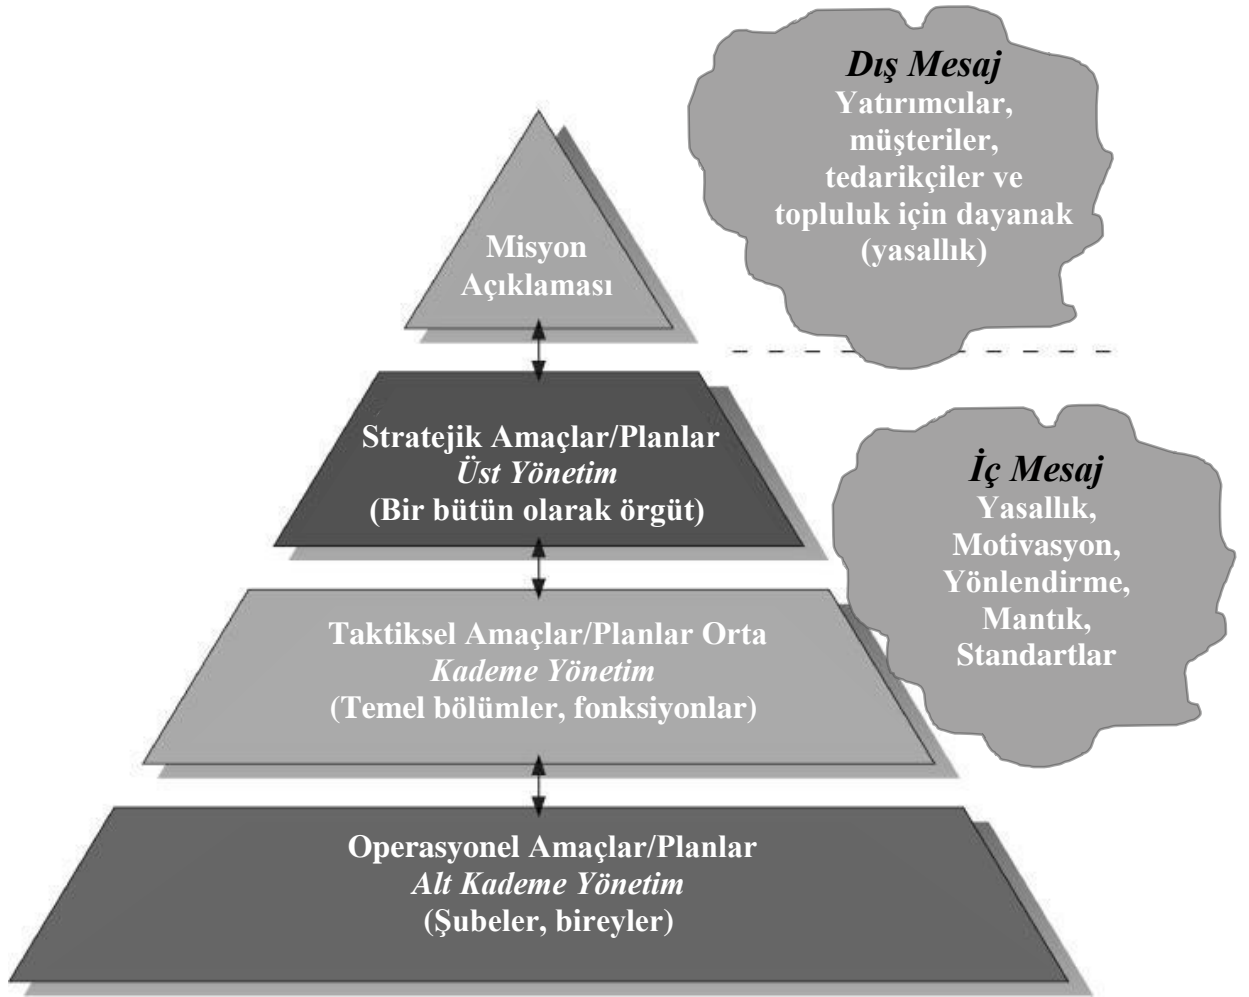 Dış Mesaj
Yatırımcılar,
müşteriler,
tedarikçiler ve
topluluk için dayanak
(yasallık)
Misyon
Açıklaması
Stratejik Amaçlar/Planlar
Üst Yönetim
(Bir bütün olarak örgüt)
İç Mesaj
Yasallık,
Motivasyon,
Yönlendirme,
Mantık,
Standartlar
Taktiksel Amaçlar/Planlar Orta
Kademe Yönetim
(Temel bölümler, fonksiyonlar)
Operasyonel Amaçlar/Planlar
Alt Kademe Yönetim
(Şubeler, bireyler)